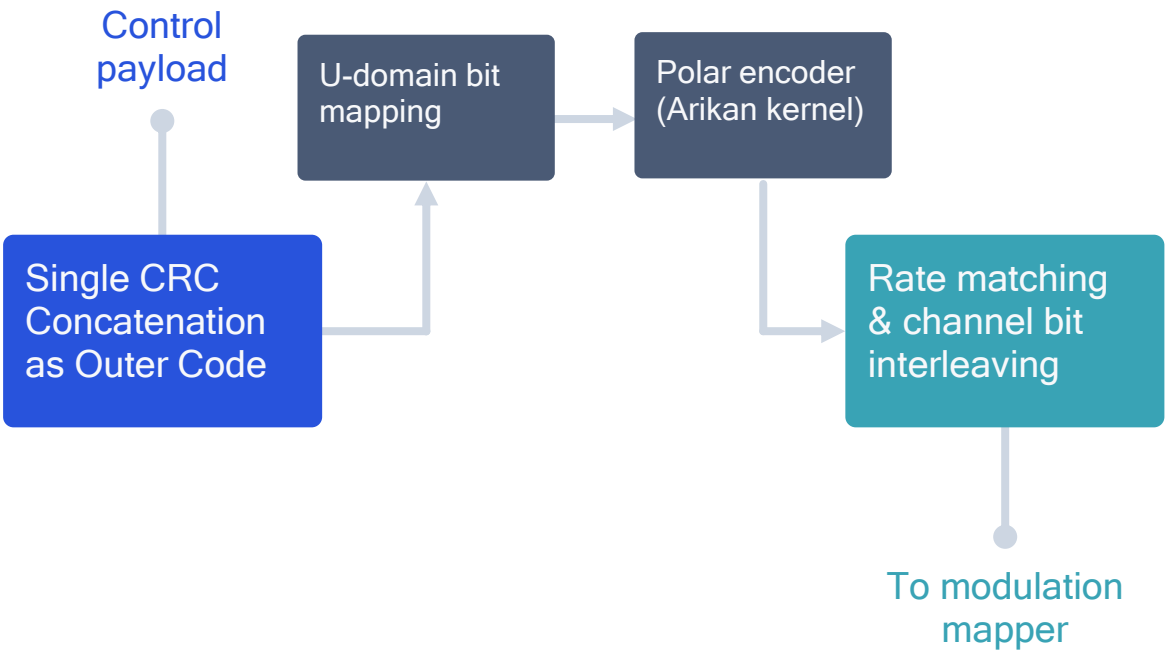 Control
payload
U-domain bit
mapping
Polar encoder
(Arikan kernel)
Single CRC
Concatenation
as Outer Code
Rate matching
& channel bit
interleaving
To modulation
mapper